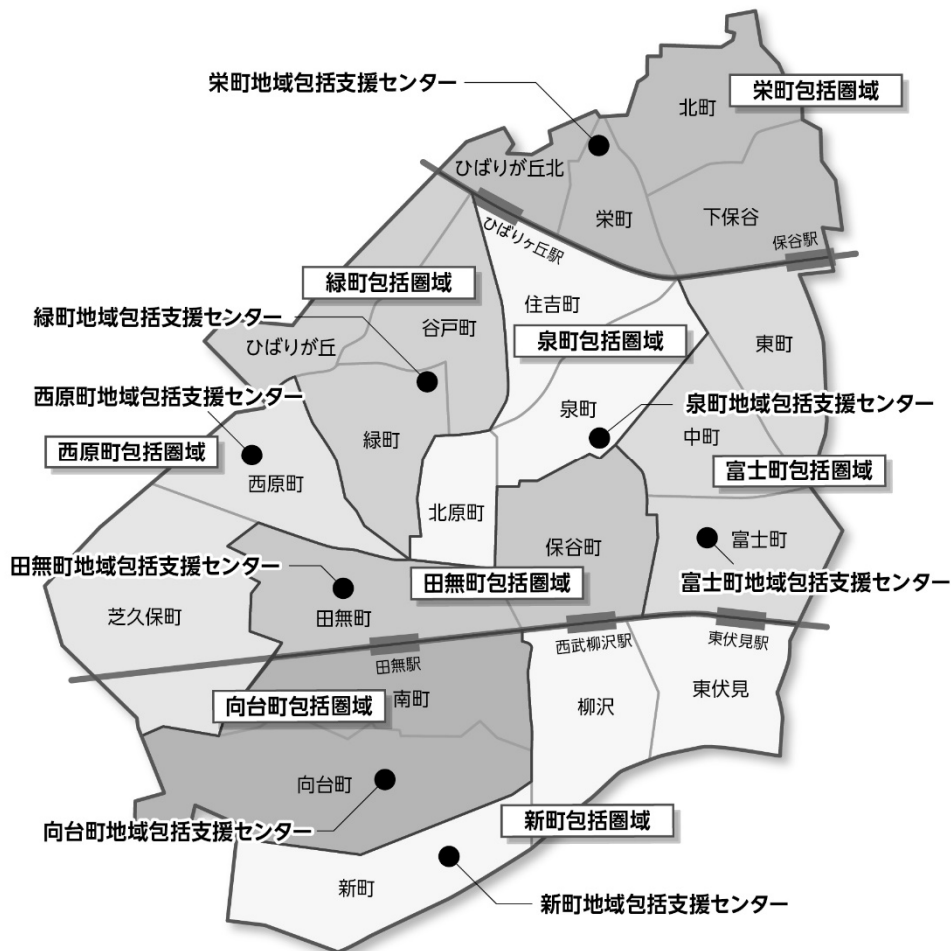 栄町地域包括支援センター
栄町包括圏域
北町
ひばりが丘北
栄町
下保谷
ひばりヶ丘駅
保谷駅
緑町包括圏域
住吉町
緑町地域包括支援センター
谷戸町
泉町包括圏域
東町
ひばりが丘
西原町地域包括支援センター
泉町
泉町地域包括支援センター
緑町
中町
西原町包括圏域
西原町
富士町包括圏域
北原町
保谷町
富士町
田無町地域包括支援センター
田無町包括圏域
富士町地域包括支援センター
芝久保町
田無町
西武柳沢駅
東伏見駅
田無駅
南町
東伏見
向台町包括圏域
柳沢
向台町
新町包括圏域
向台町地域包括支援センター
新町
新町地域包括支援センター